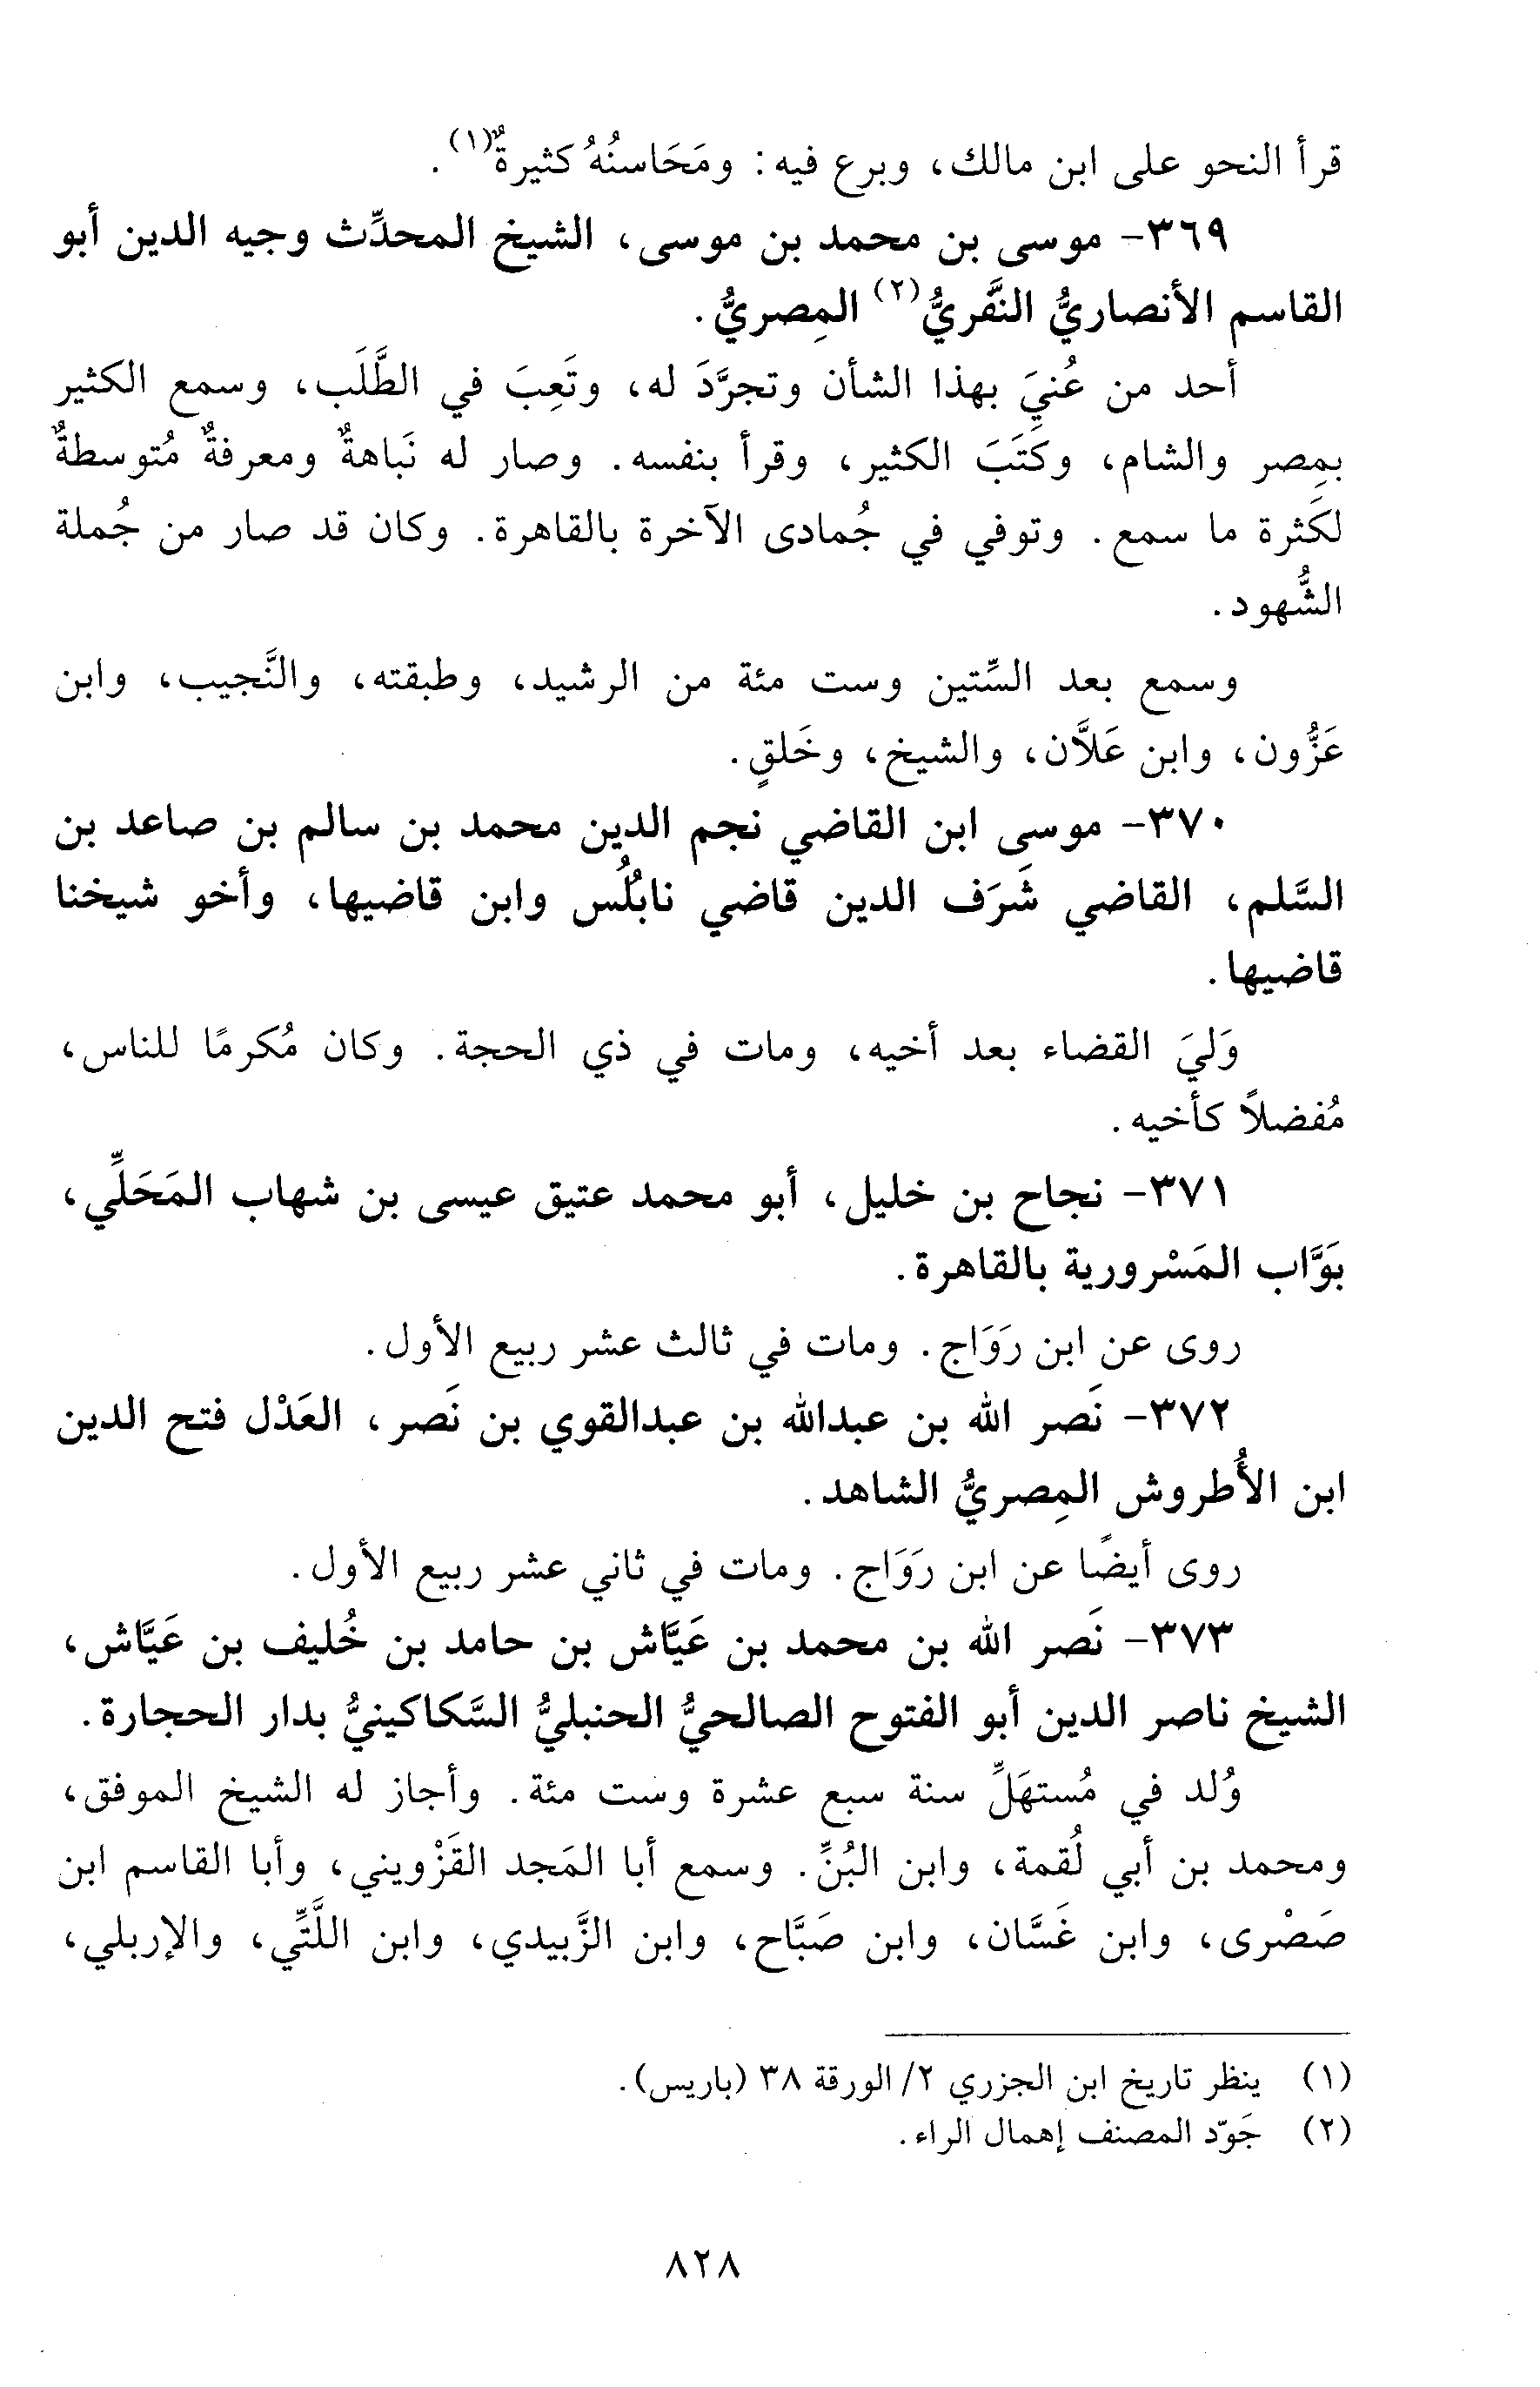 قرأ النحو على ابن مالك، وبرع فيه: ومَحَاسنُهُ كثيرةٌ(١).
٣٦٩- موسى بن محمد بن موسى، الشيخ المحدِّث وجيه الدين أبو
القاسم الأنصاريُّ النَّفَّريُّ(٢) المِصريُّ.
أحد من عُنيَ بهذا الشأن وتجرَّدَ له، وتَعِبَ في الطَّلَب، وسمع الكثير
بمِصر والشام، وكتَبَ الكثير، وقرأ بنفسه. وصار له نَباهةٌ ومعرفةٌ مُتوسطةٌ
لكَثرة ما سمع. وتوفي في جُمادى الآخرة بالقاهرة. وكان قد صار من جُملة
الشُّهود.
وسمع بعد السِّتين وست مئة من الرشيد، وطبقته، والنَّجيب، وابن
عَزُّون، وابن عَلاَّن، والشيخ، وخَلقٍ.
٣٧٠- موسى ابن القاضي نجم الدين محمد بن سالم بن صاعد بن
السَّلم، القاضي شَرَف الدين قاضي نابُلُس وابن قاضيها، وأخو شيخنا
قاضيها.
وَليَ القضاء بعد أخيه، ومات في ذي الحجة. وكان مُكرمًا للناس،
مُفضلاً كأخيه.
٣٧١- نجاح بن خليل، أبو محمد عتيق عيسى بن شهاب المَحَلِّي،
بَوَّاب المَسْرورية بالقاهرة.
روى عن ابن رَوَاج. ومات في ثالث عشر ربيع الأول.
٣٧٢- نَصر الله بن عبدالله بن عبدالقوي بن نَصر، العَدْل فتح الدين
ابن الأُطروش المِصريُّ الشاهد.
روى أيضًا عن ابن رَوَاج. ومات في ثاني عشر ربيع الأول.
٣٧٣- نَصر الله بن محمد بن عَيَّاش بن حامد بن خُليف بن عَيَّاش،
الشيخ ناصر الدين أبو الفتوح الصالحيُّ الحنبليُّ السَّكاكينيُّ بدار الحجارة.
وُلد في مُستهَلِّ سنة سبع عشرة وست مئة. وأجاز له الشيخ الموفق،
ومحمد بن أبي لُقمة، وابن البُنِّ. وسمع أبا المَجد القَزْويني، وأبا القاسم ابن
صَصْرى، وابن غَسَّان، وابن صَبَّاح، وابن الزَّبيدي، وابن اللَّتِّي، والإربلي،
(١) ينظر تاريخ ابن الجزري ٢/ الورقة ٣٨ (باريس).
(٢) جَوّد المصنف إهمال الراء.
٨٢٨